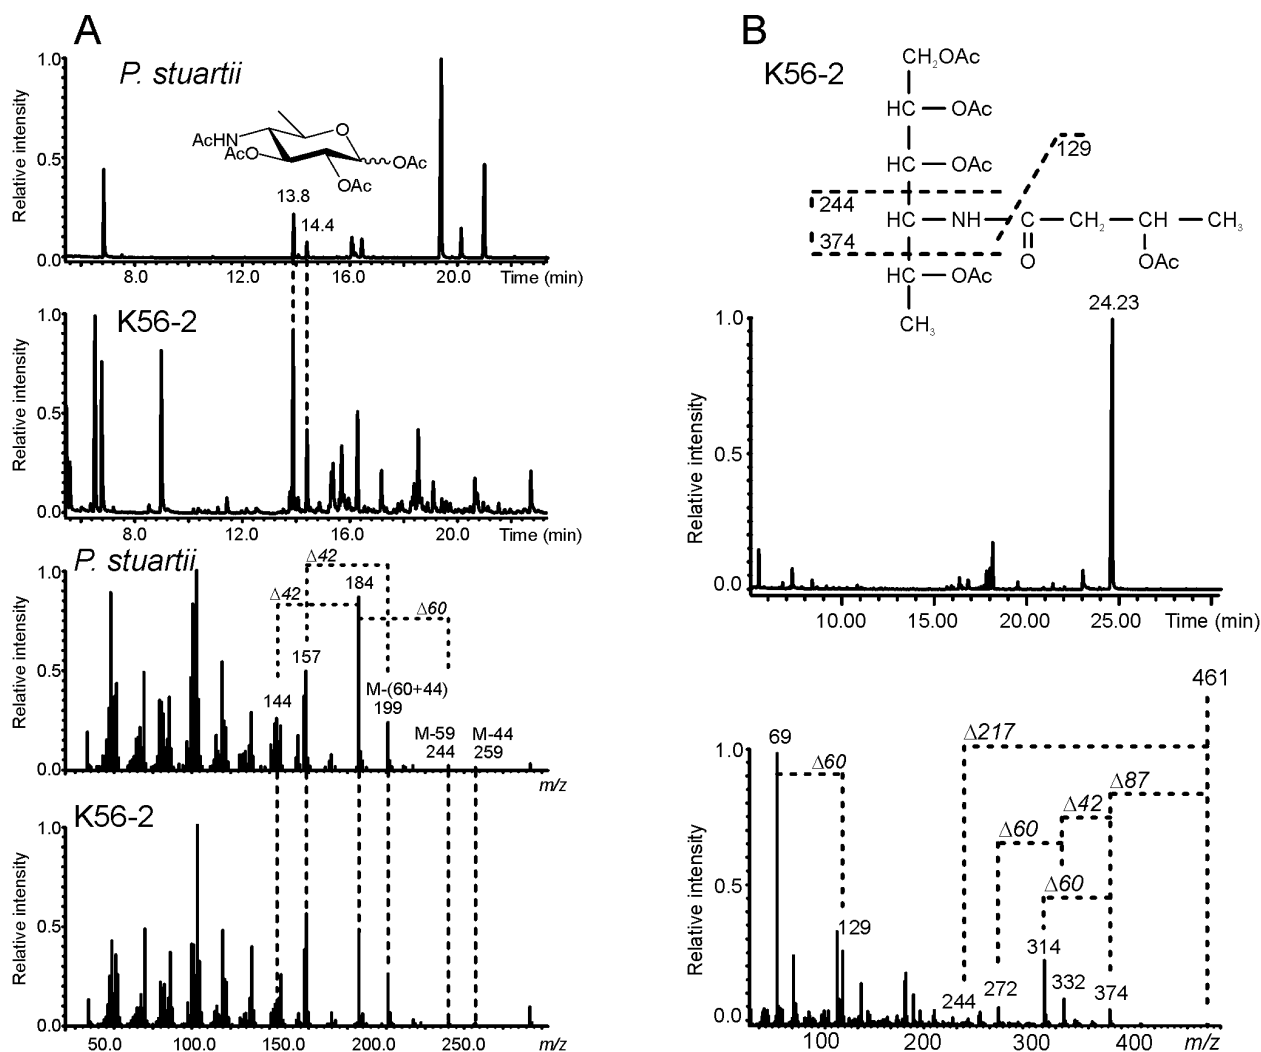 A
P. stuartii
1.0
0.5
0.0
Relative intensity
AcHN
AcO
O
OAc
OAc
13.8
14.4
8.0 12.0 16.0 20.0 Time (min)
K56-2
1.0
0.5
0.0
Relative intensity
8.0 12.0 16.0 20.0 Time (min)
P. stuartii
1.0
0.5
0.0
Relative intensity
Δ42
Δ42
184
Δ60
157
144
M-(60+44)
199
M-59
244
M-44
259
m/z
K56-2
1.0
0.5
0.0
Relative intensity
50.0 100.0 150.0 200.0 250.0 m/z
B
K56-2
CH₂OAc
HC OAc
HC OAc
129
244
HC NH C CH₂ CH CH₃
374
O OAc
HC OAc
CH₃
24.23
1.0
0.5
0.0
Relative intensity
10.00 15.00 20.00 25.00 Time (min)
461
Δ217
69
Δ60
Δ87
Δ42
Δ60
Δ60
129
314
244 272 332 374
1.0
0.5
0.0
Relative intensity
100 200 300 400 m/z